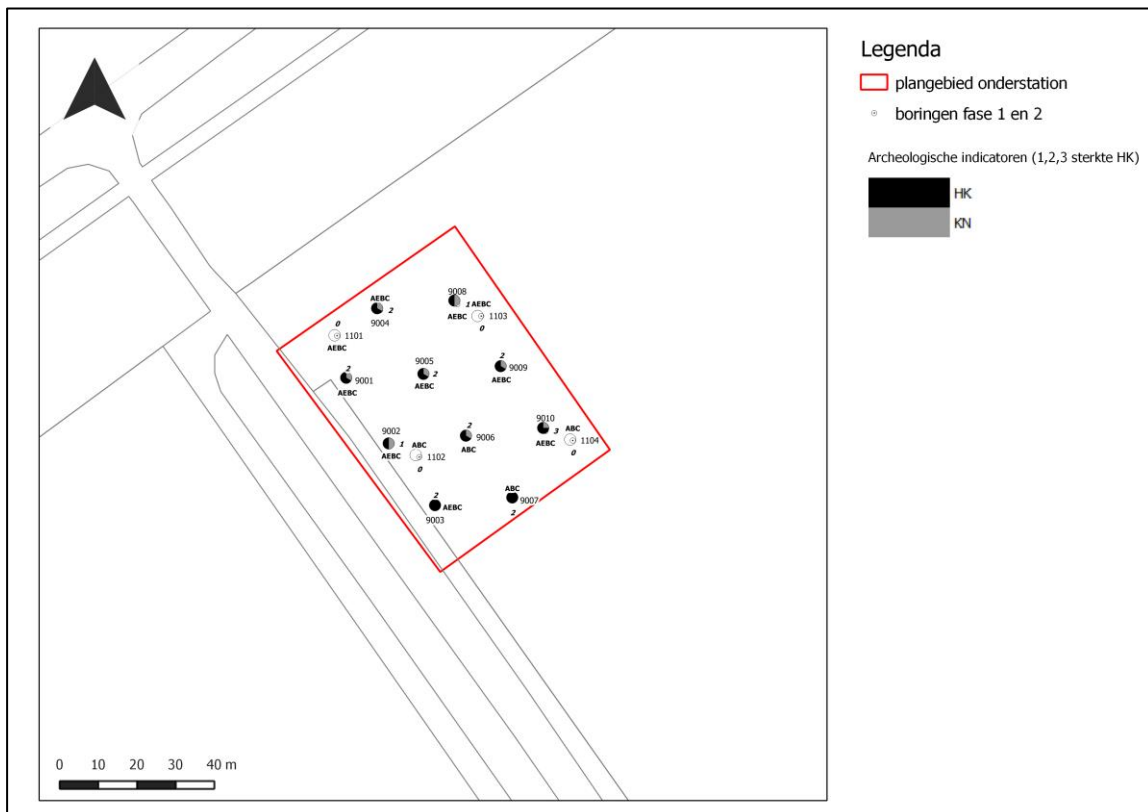 Legenda
plangebied onderstation
boringen fase 1 en 2
Archeologische indicatoren (1,2,3 sterkte HK)
HK
KN
AEBC
2
9004
9008
1
AEBC
AEBC
1103
0
0
1101
AEBC
2
9001
AEBC
9005
2
AEBC
2
9009
AEBC
9002
1
AEBC
ABC
1102
0
2
9006
ABC
9010
3
AEBC
ABC
1104
0
2
AEBC
9003
ABC
9007
2
0 10 20 30 40 m